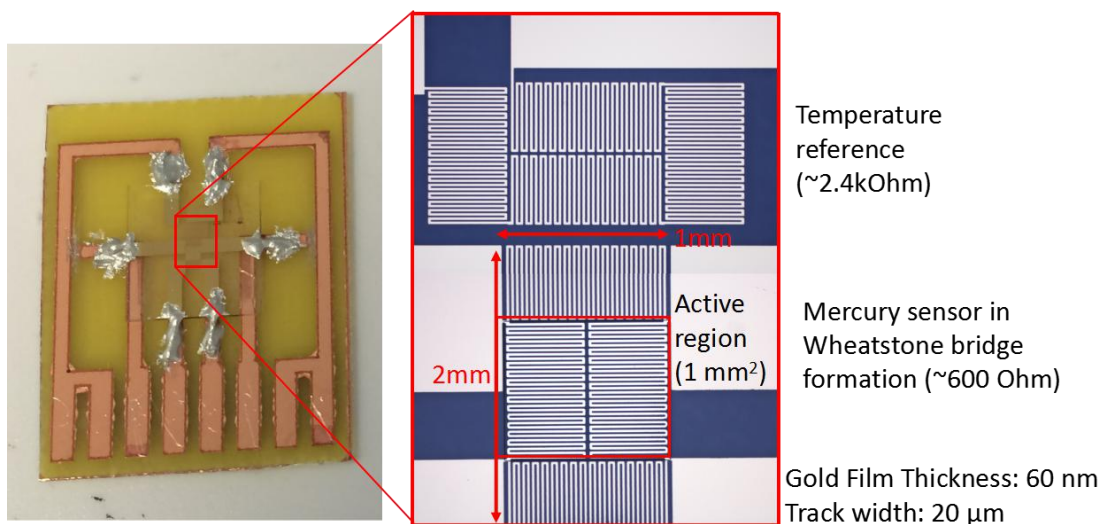 Temperature
reference
(~2.4kOhm)
1mm
Active
region
(1 mm²)
2mm
Mercury sensor in
Wheatstone bridge
formation (~600 Ohm)
Gold Film Thickness: 60 nm
Track width: 20 µm